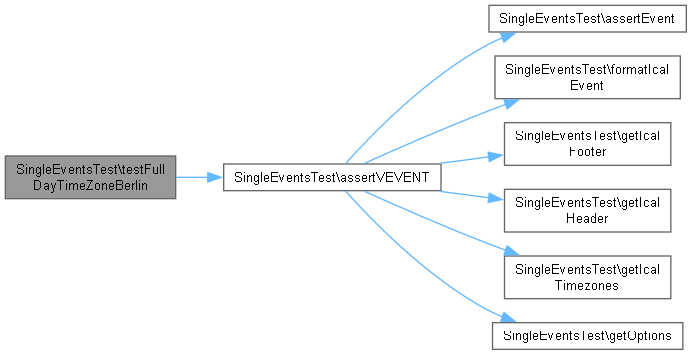 SingleEventsTest\testFull
DayTimeZoneBerlin
SingleEventsTest\assertVEVENT
SingleEventsTest\assertEvent
SingleEventsTest\formatIcal
Event
SingleEventsTest\getIcal
Footer
SingleEventsTest\getIcal
Header
SingleEventsTest\getIcal
Timezones
SingleEventsTest\getOptions